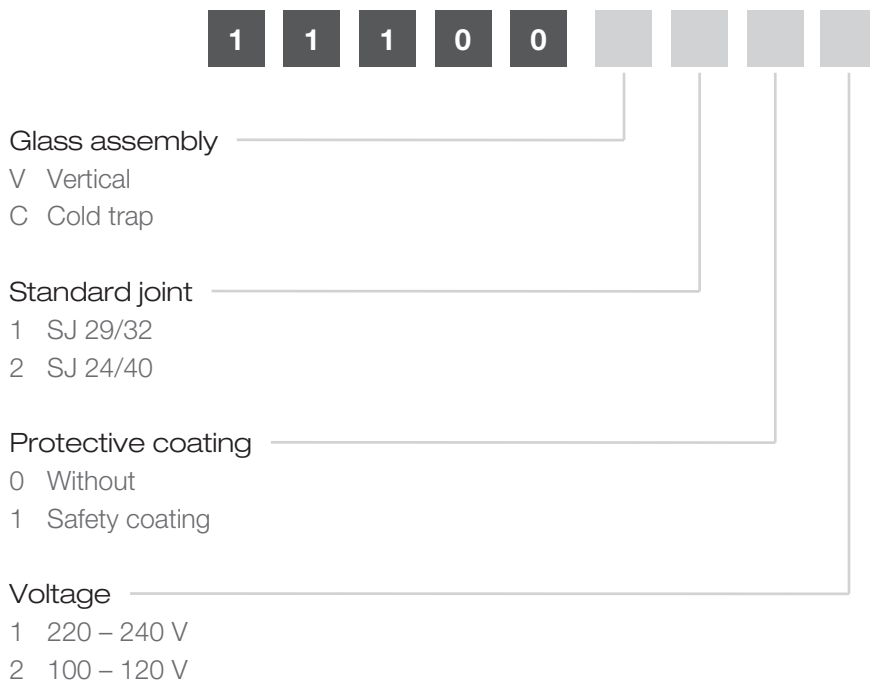 1 1 1 0 0
Glass assembly
V Vertical
C Cold trap
Standard joint
1 SJ 29/32
2 SJ 24/40
Protective coating
0 Without
1 Safety coating
Voltage
1 220 – 240 V
2 100 – 120 V